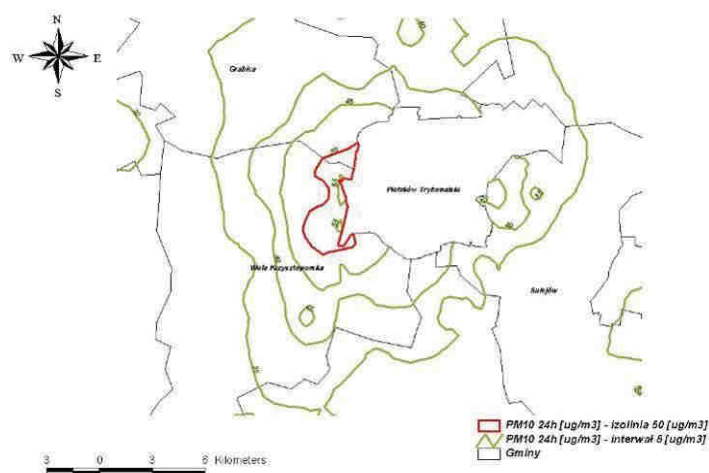 N
W E
S
Grabica
Piotrków Trybunalski
Wola Krzysztoporska
Sulejów
PM10 24h [ug/m3] - izolinia 50 [ug/m3]
PM10 24h [ug/m3] - interwał 5 [ug/m3]
Gminy
3 0 3 6 Kilometers